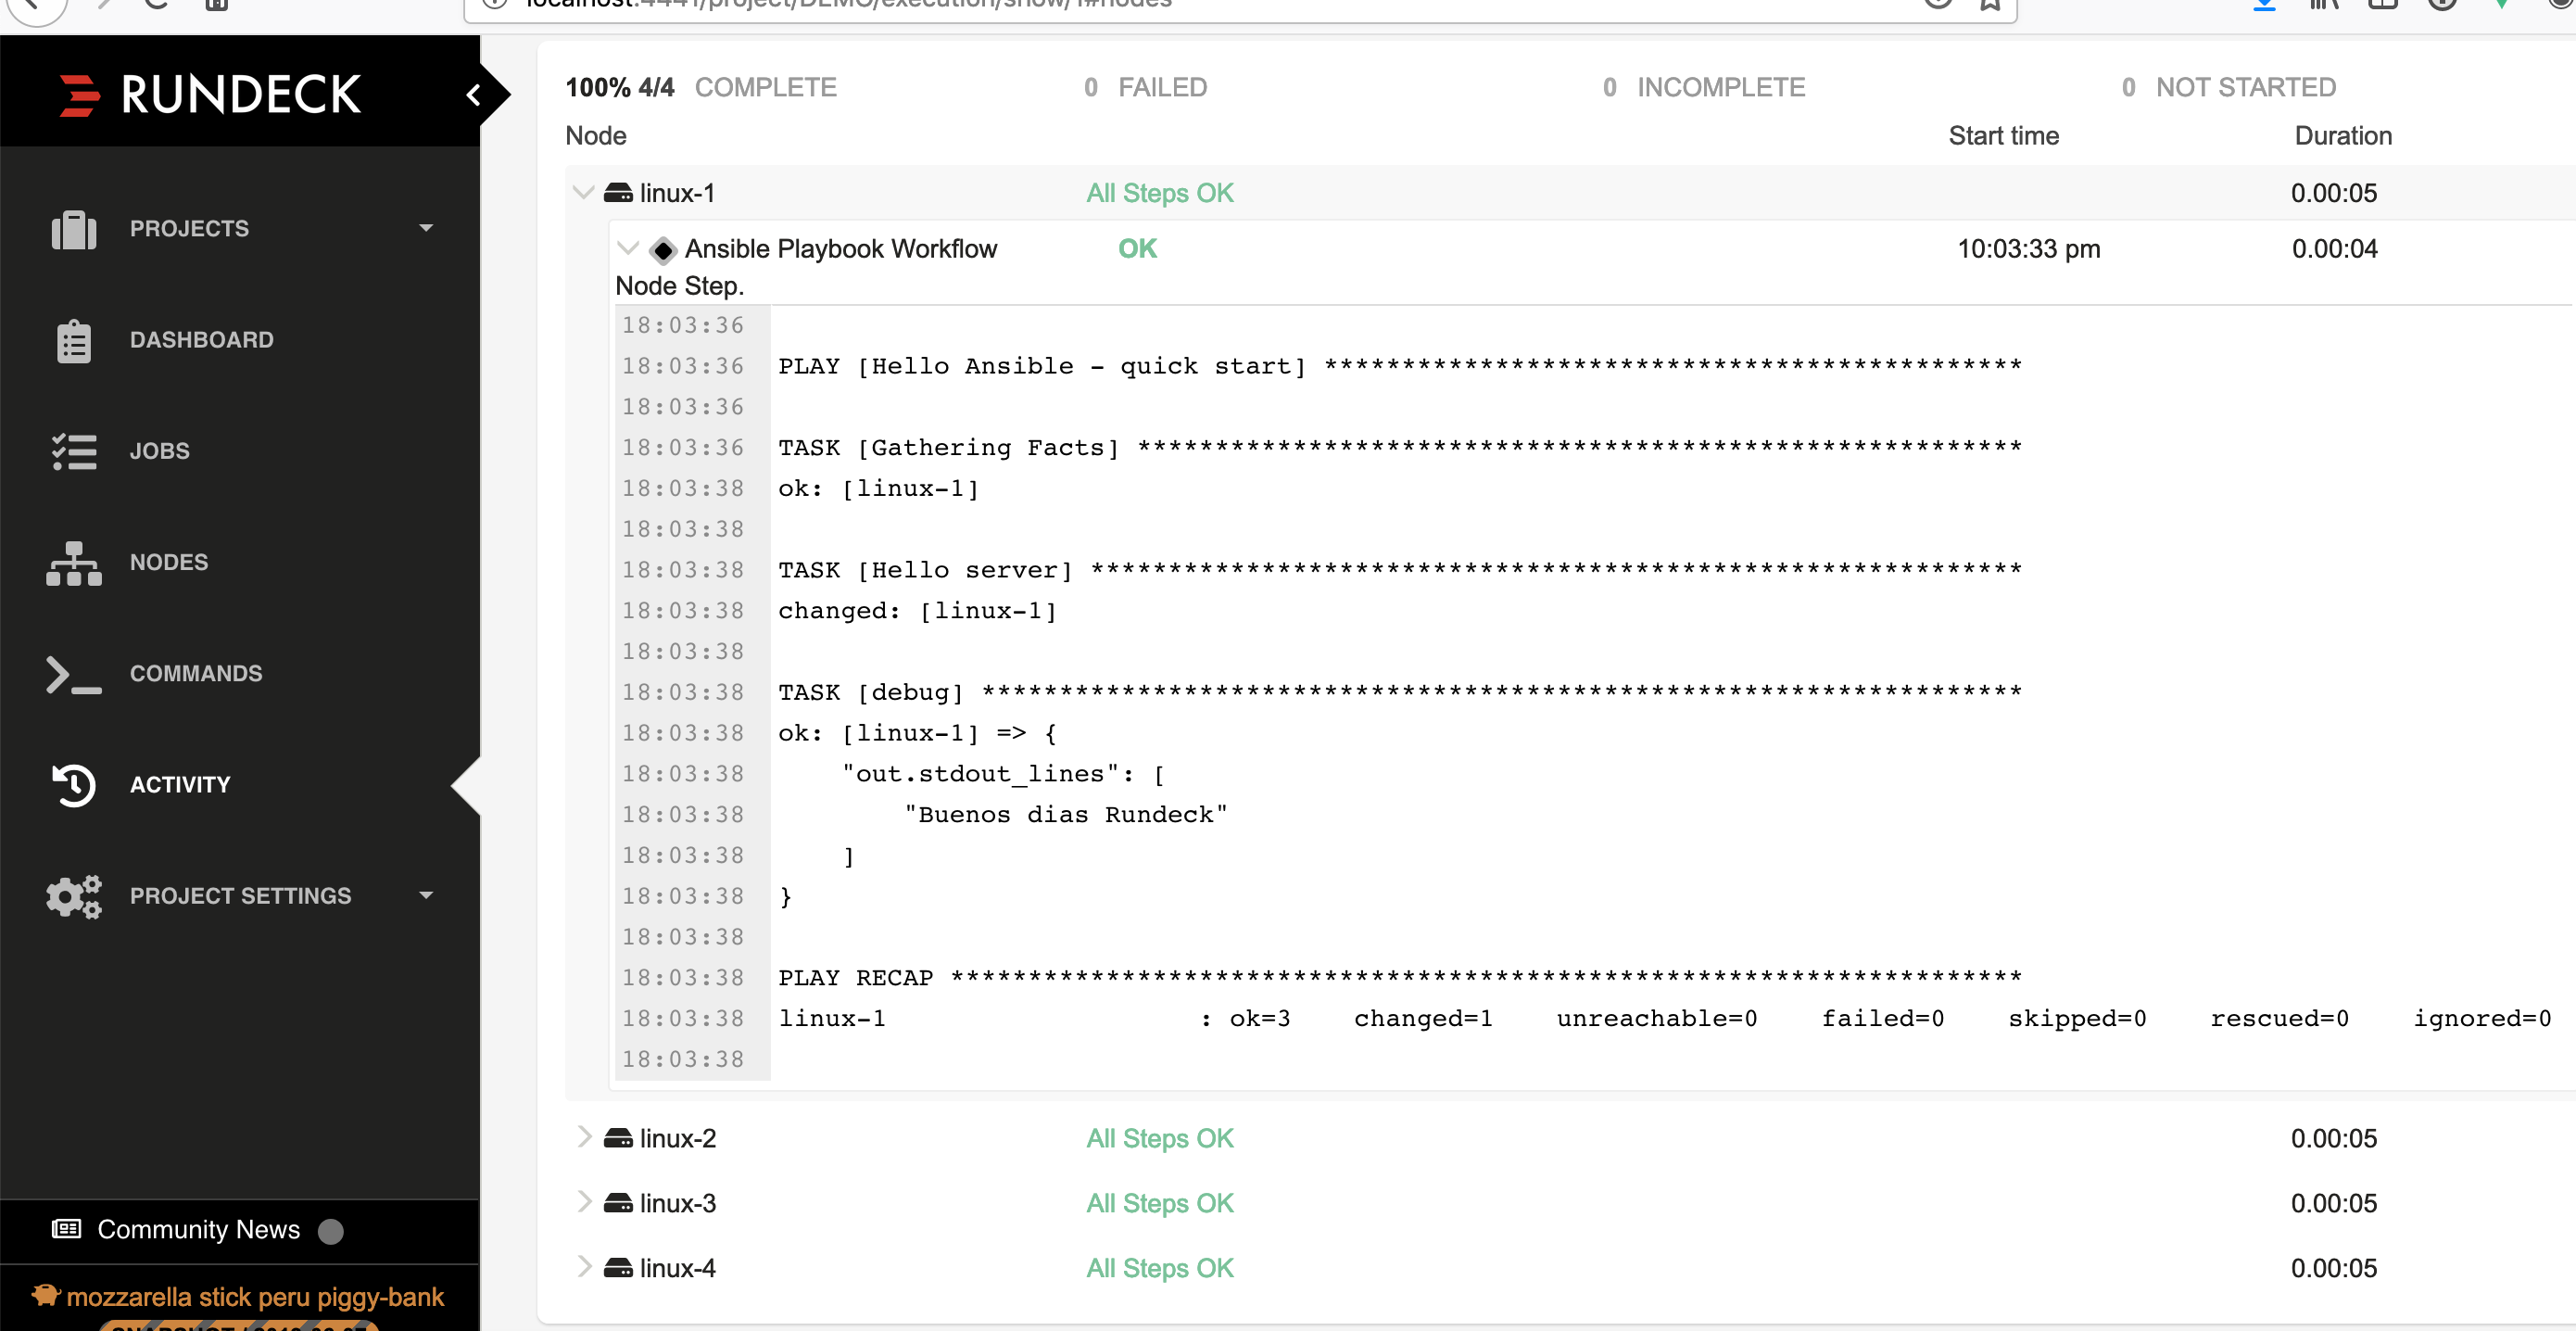 localhost:4441/project/DEMO/execution/show/1#nodes
RUNDECK
PROJECTS
DASHBOARD
JOBS
NODES
COMMANDS
ACTIVITY
PROJECT SETTINGS
Community News
mozzarella stick peru piggy-bank
100% 4/4 COMPLETE 0 FAILED 0 INCOMPLETE 0 NOT STARTED
Node Start time Duration
linux-1 All Steps OK 0.00:05
Ansible Playbook Workflow OK 10:03:33 pm 0.00:04
Node Step.
18:03:36
18:03:36 PLAY [Hello Ansible - quick start] *********************************************
18:03:36
18:03:36 TASK [Gathering Facts] *********************************************************
18:03:38 ok: [linux-1]
18:03:38
18:03:38 TASK [Hello server] ************************************************************
18:03:38 changed: [linux-1]
18:03:38
18:03:38 TASK [debug] *******************************************************************
18:03:38 ok: [linux-1] => {
18:03:38 "out.stdout_lines": [
18:03:38 "Buenos dias Rundeck"
18:03:38 ]
18:03:38 }
18:03:38
18:03:38 PLAY RECAP *********************************************************************
18:03:38 linux-1 : ok=3 changed=1 unreachable=0 failed=0 skipped=0 rescued=0 ignored=0
18:03:38
linux-2 All Steps OK 0.00:05
linux-3 All Steps OK 0.00:05
linux-4 All Steps OK 0.00:05